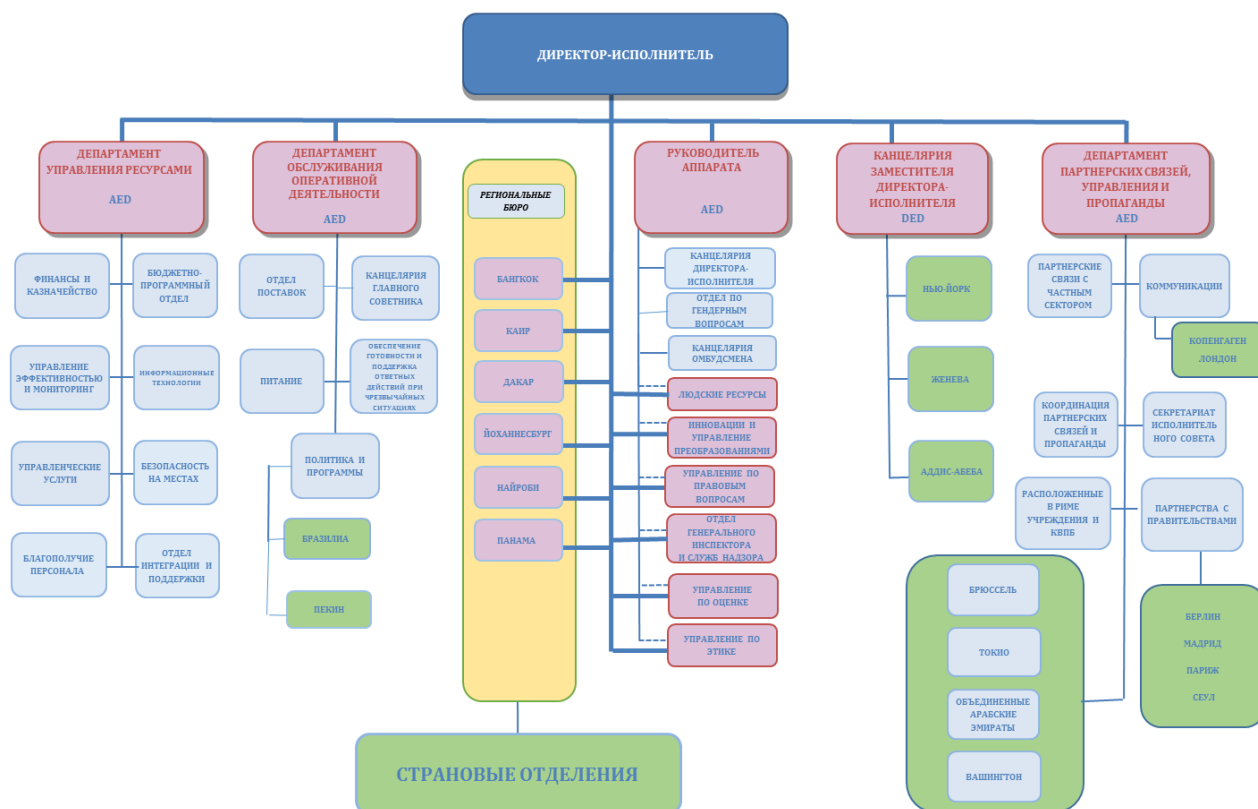 ДИРЕКТОР-ИСПОЛНИТЕЛЬ
ДЕПАРТАМЕНТ
УПРАВЛЕНИЯ РЕСУРСАМИ
AED
ДЕПАРТАМЕНТ
ОБСЛУЖИВАНИЯ
ОПЕРАТИВНОЙ
ДЕЯТЕЛЬНОСТИ
AED
РЕГИОНАЛЬНЫЕ
БЮРО
РУКОВОДИТЕЛЬ
АППАРАТА
AED
КАНЦЕЛЯРИЯ
ЗАМЕСТИТЕЛЯ
ДИРЕКТОРА-
ИСПОЛНИТЕЛЯ
DED
ДЕПАРТАМЕНТ
ПАРТНЕРСКИХ СВЯЗЕЙ,
УПРАВЛЕНИЯ И
ПРОПАГАНДЫ
AED
ФИНАНСЫ И
КАЗНАЧЕЙСТВО
БЮДЖЕТНО-
ПРОГРАММНЫЙ
ОТДЕЛ
УПРАВЛЕНИЕ
ЭФФЕКТИВНОСТЬЮ
И МОНИТОРИНГ
ИНФОРМАЦИОННЫЕ
ТЕХНОЛОГИИ
УПРАВЛЕНЧЕСКИЕ
УСЛУГИ
БЕЗОПАСНОСТЬ
НА МЕСТАХ
БЛАГОПОЛУЧИЕ
ПЕРСОНАЛА
ОТДЕЛ
ИНТЕГРАЦИИ И
ПОДДЕРЖКИ
ОТДЕЛ
ПОСТАВОК
КАНЦЕЛЯРИЯ
ГЛАВНОГО
СОВЕТНИКА
ПИТАНИЕ
ОБЕСПЕЧЕНИЕ
ГОТОВНОСТИ И
ПОДДЕРЖКА
ОТВЕТНЫХ
ДЕЙСТВИЙ ПРИ
ЧРЕЗВЫЧАЙНЫХ
СИТУАЦИЯХ
ПОЛИТИКА И
ПРОГРАММЫ
БРАЗИЛИА
ПЕКИН
БАНГКОК
КАИР
ДАКАР
ЙОХАННЕСБУРГ
НАЙРОБИ
ПАНАМА
СТРАНОВЫЕ ОТДЕЛЕНИЯ
КАНЦЕЛЯРИЯ
ДИРЕКТОРА-
ИСПОЛНИТЕЛЯ
ОТДЕЛ ПО
ГЕНДЕРНЫМ
ВОПРОСАМ
КАНЦЕЛЯРИЯ
ОМБУДСМЕНА
ЛЮДСКИЕ РЕСУРСЫ
ИННОВАЦИИ И
УПРАВЛЕНИЕ
ПРЕОБРАЗОВАНИЯМИ
УПРАВЛЕНИЕ ПО
ПРАВОВЫМ
ВОПРОСАМ
ОТДЕЛ
ГЕНЕРАЛЬНОГО
ИНСПЕКТОРА
И СЛУЖБ НАДЗОРА
УПРАВЛЕНИЕ
ПО ОЦЕНКЕ
УПРАВЛЕНИЕ ПО
ЭТИКЕ
НЬЮ-ЙОРК
ЖЕНЕВА
АДДИС-АБЕБА
ПАРТНЕРСКИЕ
СВЯЗИ С
ЧАСТНЫМ
СЕКТОРОМ
КОММУНИКАЦИИ
КОПЕНГАГЕН
ЛОНДОН
КООРДИНАЦИЯ
ПАРТНЕРСКИХ
СВЯЗЕЙ И
ПРОПАГАНДЫ
СЕКРЕТАРИАТ
ИСПОЛНИТЕЛЬ
НОГО СОВЕТА
РАСПОЛОЖЕННЫЕ
В РИМЕ
УЧРЕЖДЕНИЯ И
КВПБ
ПАРТНЕРСТВА С
ПРАВИТЕЛЬСТВАМИ
БРЮССЕЛЬ
ТОКИО
ОБЪЕДИНЕННЫЕ
АРАБСКИЕ
ЭМИРАТЫ
ВАШИНГТОН
БЕРЛИН
МАДРИД
ПАРИЖ
СЕУЛ